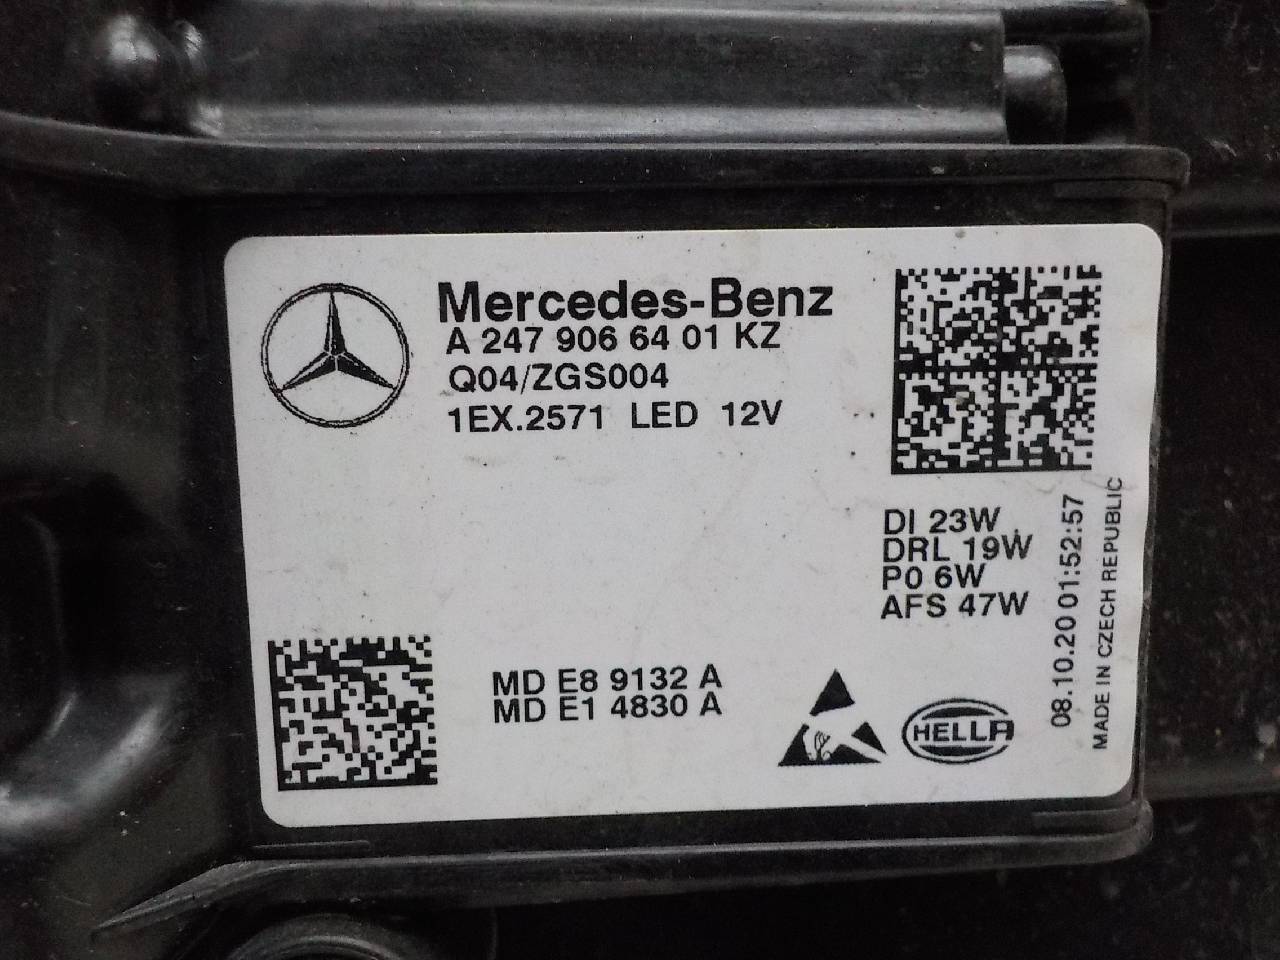 Mercedes-Benz
A 247 906 64 01 KZ
Q04/ZGS004
1EX.2571 LED 12V
DI 23W
DRL 19W
P0 6W
AFS 47W
08.10.20 01:52:57
MADE IN CZECH REPUBLIC
MD E8 9132 A
MD E1 4830 A
HELLA